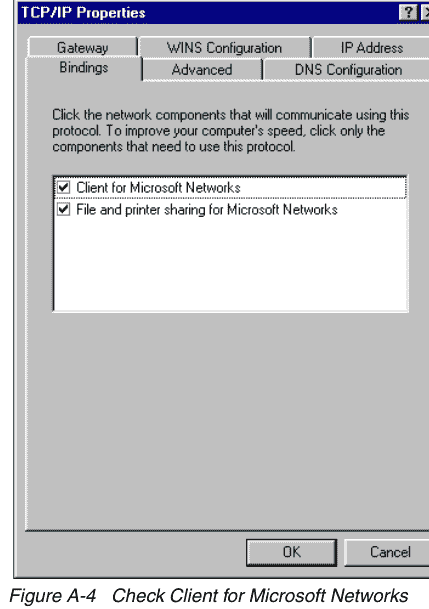 TCP/IP Properties
Gateway WINS Configuration IP Address
Bindings Advanced DNS Configuration
Click the network components that will communicate using this
protocol. To improve your computer's speed, click only the
components that need to use this protocol.
Client for Microsoft Networks
File and printer sharing for Microsoft Networks
OK Cancel
Figure A-4 Check Client for Microsoft Networks